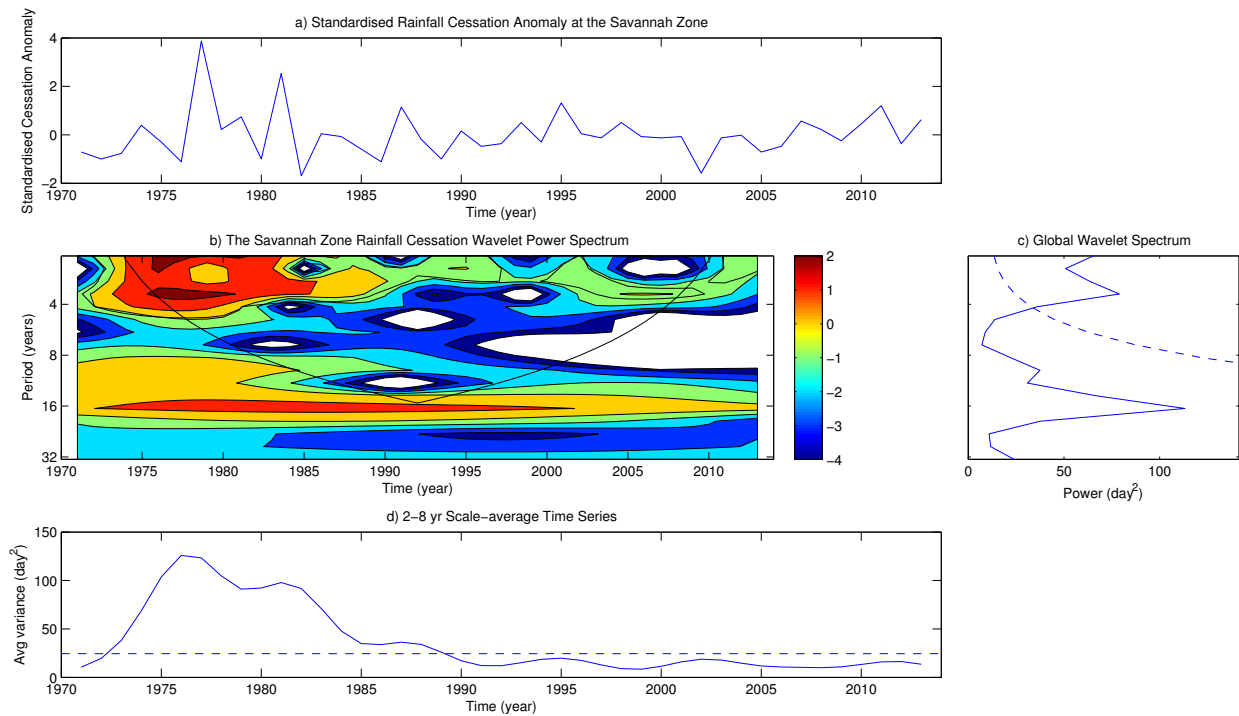 a) Standardised Rainfall Cessation Anomaly at the Savannah Zone
Standardised Cessation Anomaly
4
2
0
−2
1970 1975 1980 1985 1990 1995 2000 2005 2010
Time (year)
b) The Savannah Zone Rainfall Cessation Wavelet Power Spectrum
Period (years)
4
8
16
32
1970 1975 1980 1985 1990 1995 2000 2005 2010
Time (year)
2
1
0
−1
−2
−3
−4
c) Global Wavelet Spectrum
0 50 100
Power (day²)
d) 2−8 yr Scale−average Time Series
Avg variance (day²)
150
100
50
0
1970 1975 1980 1985 1990 1995 2000 2005 2010
Time (year)